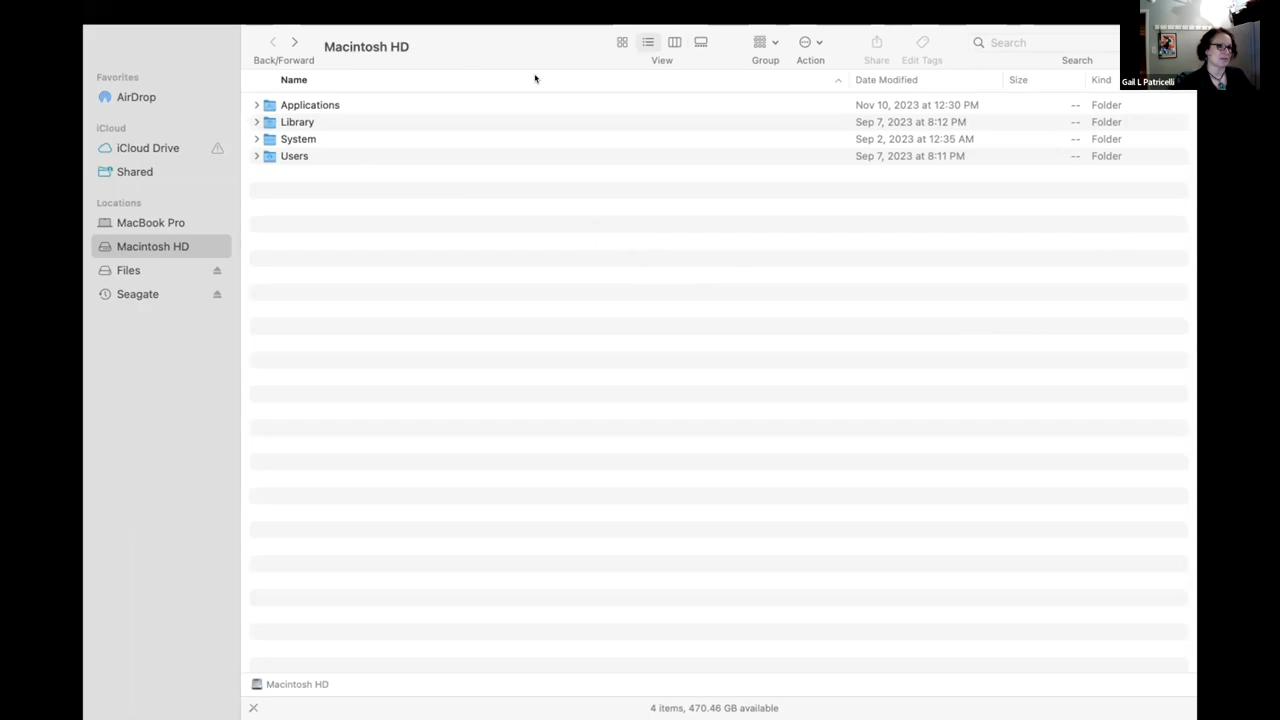 Macintosh HD
Back/Forward
View
Group
Action
Share
Edit Tags
Search
Search
Gail L Patricelli
Favorites
AirDrop
iCloud
iCloud Drive
Shared
Locations
MacBook Pro
Macintosh HD
Files
Seagate
Name Date Modified Size Kind
Applications Nov 10, 2023 at 12:30 PM -- Folder
Library Sep 7, 2023 at 8:12 PM -- Folder
System Sep 2, 2023 at 12:35 AM -- Folder
Users Sep 7, 2023 at 8:11 PM -- Folder
Macintosh HD
4 items, 470.46 GB available